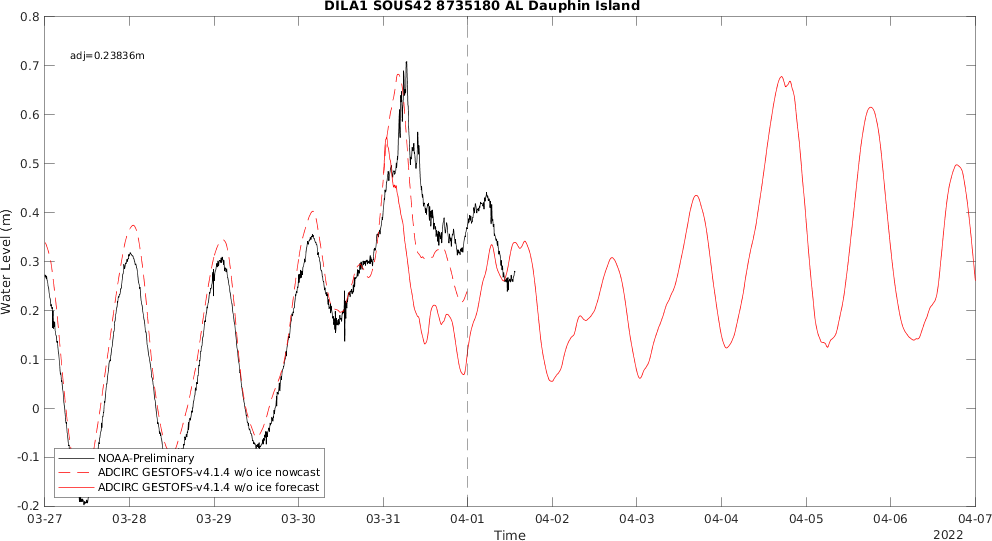 DILA1 SOUS42 8735180 AL Dauphin Island
adj=0.23836m
0.8
0.7
0.6
0.5
0.4
0.3
0.2
0.1
0
-0.1
-0.2
Water Level (m)
NOAA-Preliminary
ADCIRC GESTOFS-v4.1.4 w/o ice nowcast
ADCIRC GESTOFS-v4.1.4 w/o ice forecast
03-27 03-28 03-29 03-30 03-31 04-01 04-02 04-03 04-04 04-05 04-06 04-07
Time
2022